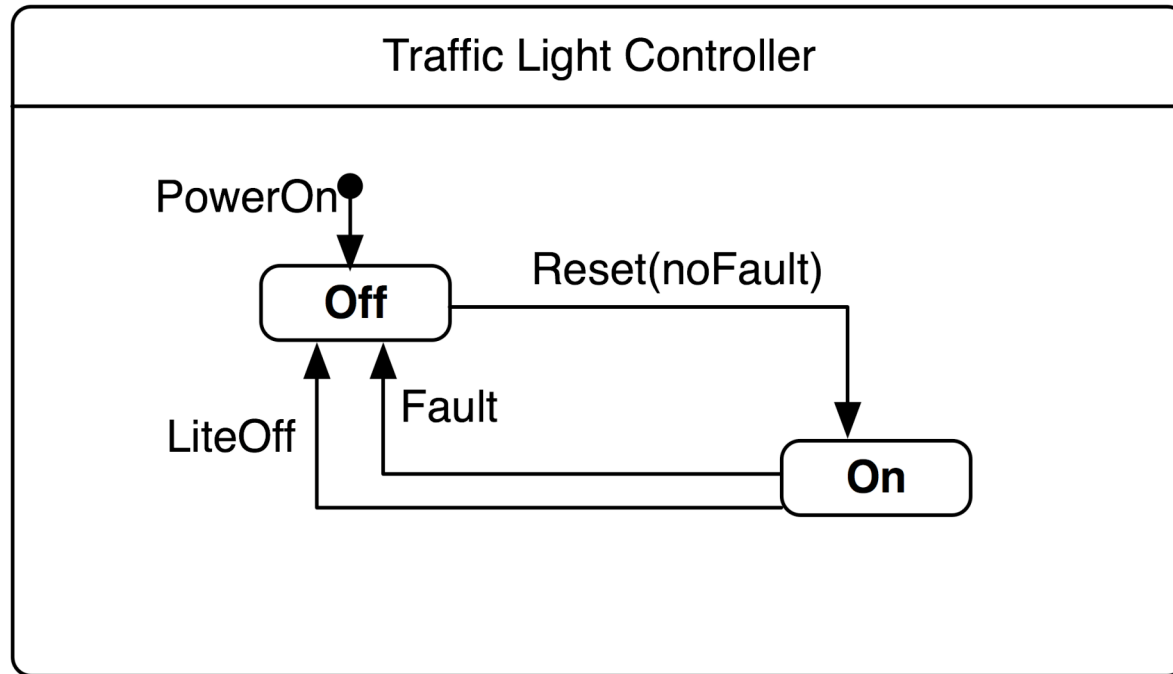 Traffic Light Controller
PowerOn
Off
Reset(noFault)
Fault
LiteOff
On